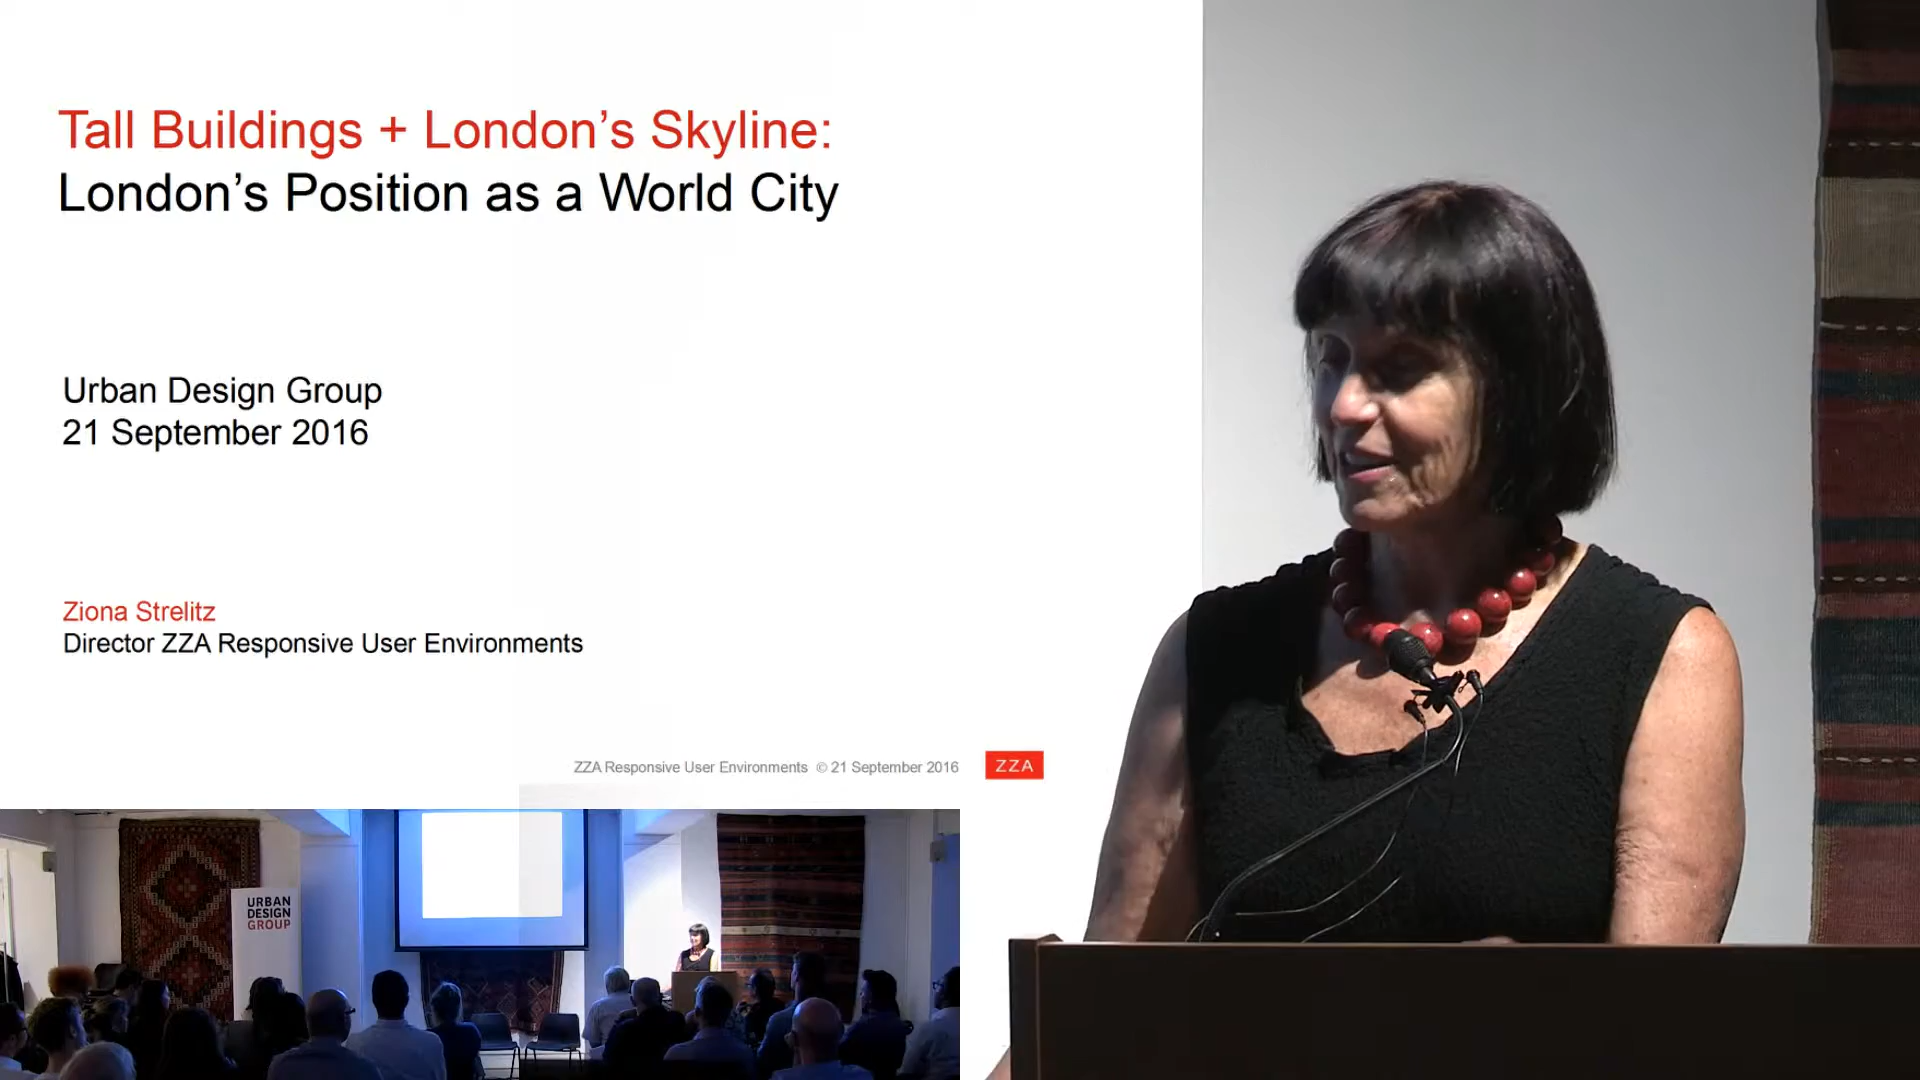 Tall Buildings + London’s Skyline:
London’s Position as a World City
Urban Design Group
21 September 2016
Ziona Strelitz
Director ZZA Responsive User Environments
ZZA Responsive User Environments © 21 September 2016
ZZA
URBAN
DESIGN
GROUP